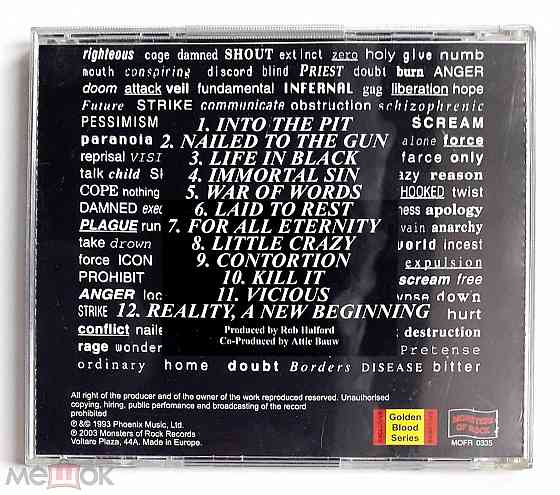 righteous cage damned SHOUT extinct zero holy give numb
mouth conspiring discord blind PRIEST doubt burn ANGER
doom attack veil fundamental INFERNAL gag liberation hope
Future STRIKE communicate obstruction schizophrenic
PESSIMISM 1. INTO THE PIT SCREAM
paranoia 2. NAILED TO THE GUN alone force
reprisal 3. LIFE IN BLACK farce only
talk child 4. IMMORTAL SIN reason
COPE nothing 5. WAR OF WORDS HOOKED twist
DAMNED 6. LAID TO REST apology
PLAGUE run 7. FOR ALL ETERNITY vain anarchy
take drown 8. LITTLE CRAZY world incest
force ICON 9. CONTORTION expulsion
PROHIBIT 10. KILL IT scream free
ANGER 11. VICIOUS down
STRIKE 12. REALITY, A NEW BEGINNING hurt
conflict Produced by Rob Halford destruction
rage Co-Produced by Attie Bauw Pretense
ordinary home doubt Borders DISEASE bitter
All right of the producer and of the owner of the work reproduced reserved. Unauthorised
copying, hiring, public performance and broadcasting of the record
prohibited
℗ &© 1993 Phoenix Music, Ltd.
℗ © 2003 Monsters of Rock Records
Voltare Plaza, 44A. Made in Europe.
Golden
Blood
Series
MONSTERS
OF ROCK
MOFR 0335
Мешок